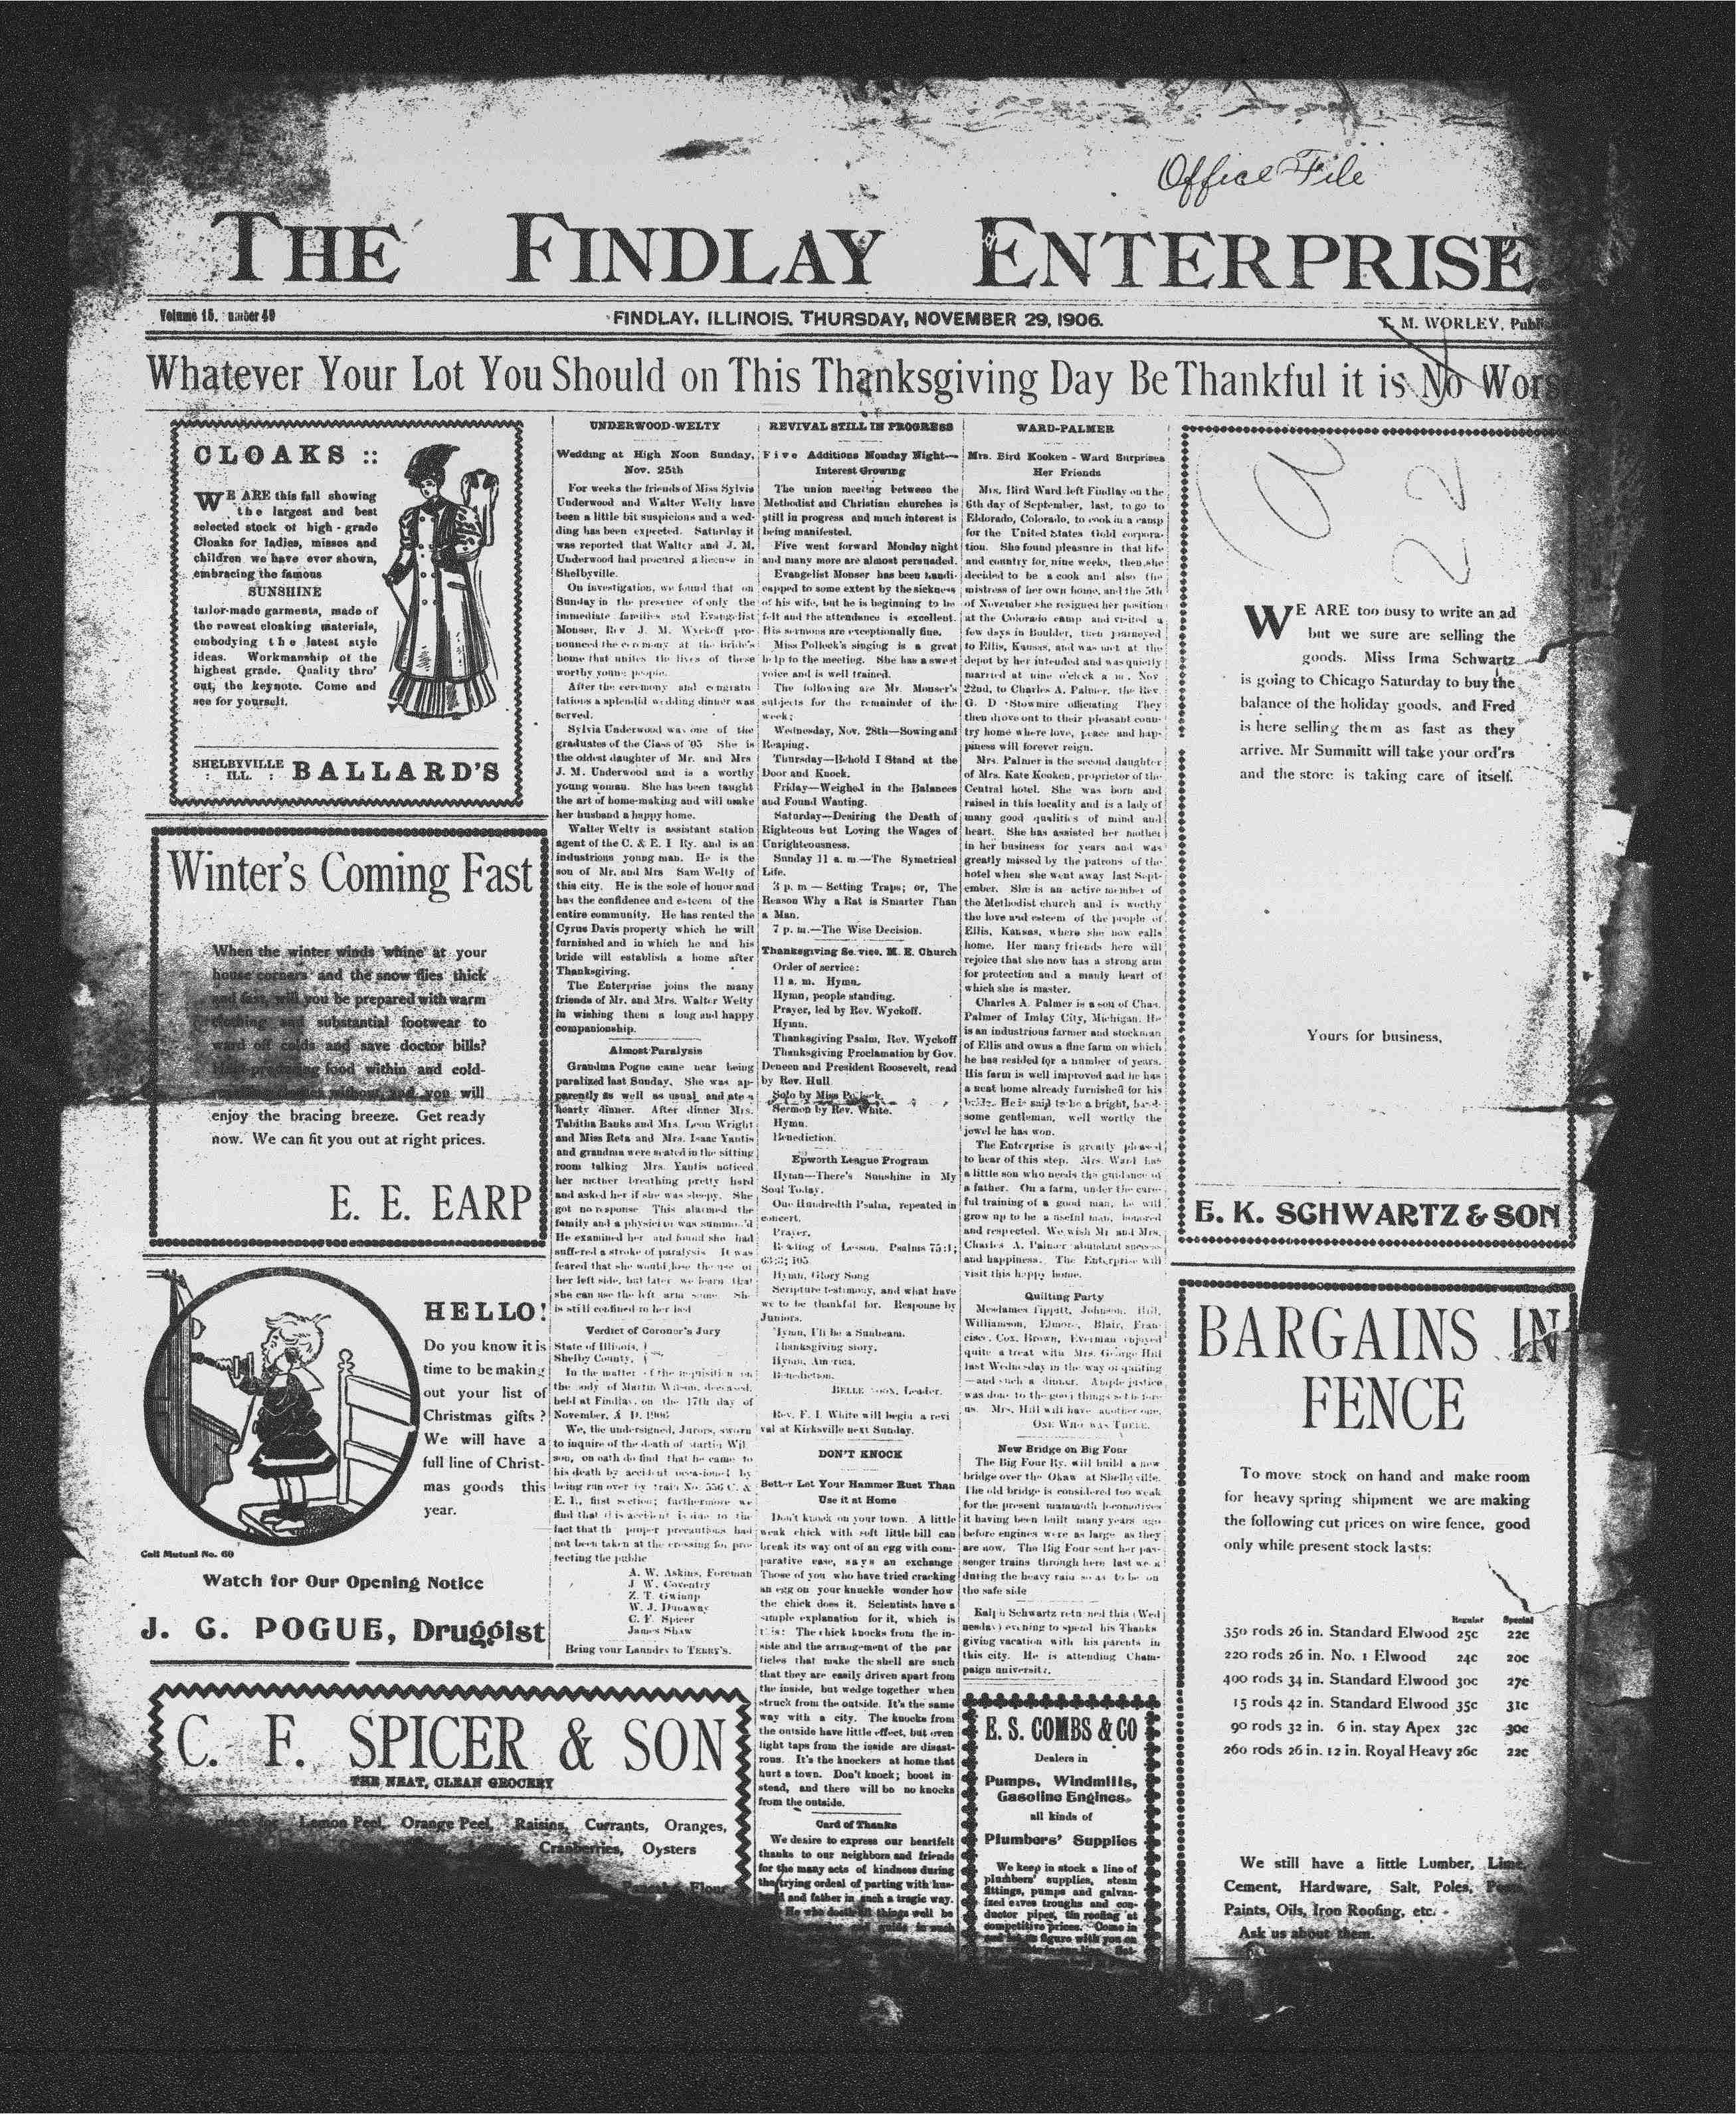 Office File
THE FINDLAY ENTERPRISE
Volume 15. number 49
FINDLAY, ILLINOIS. THURSDAY, NOVEMBER 29, 1906.
T. M. WORLEY, Publ
Whatever Your Lot You Should on This Thanksgiving Day Be Thankful it is No Wors
CLOAKS ::
WE ARE this fall showing
the largest and best
selected stock of high-grade
Cloaks for ladies, misses and
children we have ever shown,
embracing the famous
SUNSHINE
tailor-made garments, made of
the newest cloaking materials,
embodying the latest style
ideas. Workmanship of the
highest grade. Quality thro'
out, the keynote. Come and
see for yourself.
SHELBYVILLE
: ILL. :
BALLARD'S
Winter's Coming Fast
When the winter winds whine at your
house corners and the snow flies thick
and fast, will you be prepared with warm
clothing and substantial footwear to
ward off colds and save doctor bills?
food within and cold-
without and you will
enjoy the bracing breeze. Get ready
now. We can fit you out at right prices.
E. E. EARP
HELLO!
Do you know it is
time to be making
out your list of
Christmas gifts?
We will have a
full line of Christ-
mas goods this
year.
Call Mutual No. 60
Watch for Our Opening Notice
J. G. POGUE, Druggist
C. F. SPICER & SON
THE NEAT, CLEAN GROCERY
Lemon Peel, Orange Peel, Raisins, Currants, Oranges,
Cranberries, Oysters
Pancake Flour
UNDERWOOD-WELTY
Wedding at High Noon Sunday,
Nov. 25th
For weeks the friends of Miss Sylvia
Underwood and Walter Welty have
been a little bit suspicious and a wed-
ding has been expected. Saturday it
was reported that Walter and J. M.
Underwood had procured a license in
Shelbyville.
On investigation, we found that on
Sunday in the presence of only the
immediate families and Evangelist
Monser, Rev J. M. Wyckoff pro-
nounced the ceremony at the bride's
home that unites the lives of these
worthy young people.
After the ceremony and congratu
lations a splendid wedding dinner was
served.
Sylvia Underwood was one of the
graduates of the Class of '05 She is
the oldest daughter of Mr. and Mrs
J. M. Underwood and is a worthy
young woman. She has been taught
the art of home-making and will make
her husband a happy home.
Walter Welty is assistant station
agent of the C. & E. I Ry. and is an
industrious young man. He is the
son of Mr. and Mrs Sam Welty of
this city. He is the sole of honor and
has the confidence and esteem of the
entire community. He has rented the
Cyrus Davis property which he will
furnished and in which he and his
bride will establish a home after
Thanksgiving.
The Enterprise joins the many
friends of Mr. and Mrs. Walter Welty
in wishing them a long and happy
companionship.
Almost Paralysis
Grandma Pogue came near being
paralized last Sunday. She was ap-
parently as well as usual and ate a
hearty dinner. After dinner Mrs.
Tabitha Banks and Mrs. Leon Wright
and Miss Reta and Mrs. Isaac Yantis
and grandma were seated in the sitting
room talking Mrs. Yantis noticed
her mother breathing pretty hard
and asked her if she was sleepy. She
got no response This alarmed the
family and a physician was summo 'd
He examined her and found she had
suffered a stroke of paralysis It was
feared that she would lose the use of
her left side, but later we learn that
she can use the left arm some. She
is still confined to her bed
Verdict of Coroner's Jury
State of Illinois, }
Shelby County, }
In the matter of the inquisition on
the body of Martin Wilson, deceased,
held at Findlay, on the 17th day of
November, A D. 1906
We, the undersigned, Jurors, sworn
to inquire of the death of Martin Wil
son, on oath do find that he came to
his death by accident occasioned by
being run over by train No. 556 C. &
E. I., first section; furthermore we
find that this accident is due to the
fact that the proper precautions had
not been taken at the crossing for pro
tecting the public
A. W. Askins, Foreman
J W. Coventry
Z. T. Gwinup
W. J. Dunaway
C. F. Spicer
James Shaw
Bring your Laundry to TERRY'S.
REVIVAL STILL IN PROGRESS
Five Additions Monday Night—
Interest Growing
The union meeting between the
Methodist and Christian churches is
still in progress and much interest is
being manifested.
Five went forward Monday night
and many more are almost persuaded.
Evangelist Monser has been handi-
capped to some extent by the sickness
of his wife, but he is beginning to be
felt and the attendance is excellent.
His sermons are exceptionally fine.
Miss Pollock's singing is a great
help to the meeting. She has a sweet
voice and is well trained.
The following are Mr. Monser's
subjects for the remainder of the
week:
Wednesday, Nov. 28th—Sowing and
Reaping.
Thursday—Behold I Stand at the
Door and Knock.
Friday—Weighed in the Balances
and Found Wanting.
Saturday—Desiring the Death of
Righteous but Loving the Wages of
Unrighteousness.
Sunday 11 a. m.—The Symetrical
Life.
3 p. m — Setting Traps; or, The
Reason Why a Rat is Smarter Than
a Man.
7 p. m.—The Wise Decision.
Thanksgiving Service, M. E. Church
Order of service:
11 a. m. Hymn.
Hymn, people standing.
Prayer, led by Rev. Wyckoff.
Hymn.
Thanksgiving Psalm, Rev. Wyckoff
Thanksgiving Proclamation by Gov.
Deneen and President Roosevelt, read
by Rev. Hull
Solo by Miss Pollock.
Sermon by Rev. White.
Hymn.
Benediction.
Epworth League Program
Hymn—There's Sunshine in My
Soul Today.
One Hundredth Psalm, repeated in
concert.
Prayer.
Reading of Lesson, Psalms 75:1;
63:3; 105
Hymn, Glory Song
Scripture testimony, and what have
we to be thankful for. Response by
Juniors.
Hymn, I'll be a Sunbeam.
Thanksgiving story.
Hymn, America.
Benediction.
BELLE Leader.
Rev. F. I. White will begin a revi
val at Kirksville next Sunday.
DON'T KNOCK
Better Let Your Hammer Rust Than
Use it at Home
Don't knock on your town. A little
weak chick with soft little bill can
break its way out of an egg with com-
parative ease, says an exchange
Those of you who have tried cracking
an egg on your knuckle wonder how
the chick does it. Scientists have a
simple explanation for it, which is
this: The chick knocks from the in-
side and the arrangement of the par
ticles that make the shell are such
that they are easily driven apart from
the inside, but wedge together when
struck from the outside. It's the same
way with a city. The knocks from
the outside have little effect, but even
light taps from the inside are disast-
rous. It's the knockers at home that
hurt a town. Don't knock; boost in
stead, and there will be no knocks
from the outside.
Card of Thanks
We desire to express our heartfelt
thanks to our neighbors and friends
for the many acts of kindness during
the trying ordeal of parting with hus-
band and father in such a tragic way.
He who doeth all things well be
and guide in such
WARD-PALMER
Mrs. Bird Kooken-Ward Surprises
Her Friends
Mrs. Bird Ward left Findlay on the
6th day of September, last, to go to
Eldorado, Colorado, to cook in a camp
for the United States Gold corpora-
tion. She found pleasure in that life
and country for nine weeks, then she
decided to be a cook and also the
mistress of her own home, and the 5th
of November she resigned her position
at the Colorado camp and visited a
few days in Boulder, then journeyed
to Ellis, Kansas, and was met at the
depot by her intended and was quietly
married at nine o'clock a m. Nov
22nd, to Charles A. Palmer, the Rev.
G. D Stowmire officiating They
then drove out to their pleasant coun-
try home where love, peace and hap-
piness will forever reign.
Mrs. Palmer is the second daughter
of Mrs. Kate Kooken, proprietor of the
Central hotel. She was born and
raised in this locality and is a lady of
many good qualities of mind and
heart. She has assisted her mother
in her business for years and was
greatly missed by the patrons of the
hotel when she went away last Sept-
ember. She is an active member of
the Methodist church and is worthy
the love and esteem of the people of
Ellis, Kansas, where she now calls
home. Her many friends here will
rejoice that she now has a strong arm
for protection and a manly heart of
which she is master.
Charles A. Palmer is a son of Chas.
Palmer of Imlay City, Michigan. He
is an industrious farmer and stockman
of Ellis and owns a fine farm on which
he has resided for a number of years.
His farm is well improved and he has
a neat home already furnished for his
bride. He is said to be a bright, hand-
some gentleman, well worthy the
jewel he has won.
The Enterprise is greatly pleased
to hear of this step. Mrs. Ward has
a little son who needs the guidance of
a father. On a farm, under the care-
ful training of a good man, he will
grow up to be a useful man, honored
and respected. We wish Mr and Mrs.
Charles A. Palmer abundant success
and happiness. The Enterprise will
visit this happy home.
Quilting Party
Mesdames Tippitt, Johnson, Hill,
Williamson, Elmore, Blair, Fran-
cisco, Cox, Brown, Everman enjoyed
quite a treat with Mrs. George Hill
last Wednesday in the way of quilting
—and such a dinner. Ample justice
was done to the good things set before
us. Mrs. Hill will have another one.
ONE WHO WAS THERE.
New Bridge on Big Four
The Big Four Ry. will build a new
bridge over the Okaw at Shelbyville.
The old bridge is considered too weak
for the present mammoth locomotives
it having been built many years ago
before engines were as large as they
are now. The Big Four sent her pas-
senger trains through here last week
during the heavy rain so as to be on
the safe side
Ralph Schwartz returned this (Wed
nesday) evening to spend his Thanks
giving vacation with his parents in
this city. He is attending Cham-
paign university.
E. S. COMBS & CO
Dealers in
Pumps, Windmills,
Gasoline Engines,
all kinds of
Plumbers' Supplies
We keep in stock a line of
plumbers' supplies, steam
fittings, pumps and galvan-
ized eaves troughs and con-
ductor pipes, tin roofing at
competitive prices. Come in
and let us figure with you on
22
WE ARE too busy to write an ad
but we sure are selling the
goods. Miss Irma Schwartz
is going to Chicago Saturday to buy the
balance of the holiday goods, and Fred
is here selling them as fast as they
arrive. Mr Summitt will take your ord'rs
and the store is taking care of itself.
Yours for business,
E. K. SCHWARTZ & SON
BARGAINS IN
FENCE
To move stock on hand and make room
for heavy spring shipment we are making
the following cut prices on wire fence, good
only while present stock lasts:
Regular Special
350 rods 26 in. Standard Elwood 25c 22c
220 rods 26 in. No. 1 Elwood 24c 20c
400 rods 34 in. Standard Elwood 30c 27c
15 rods 42 in. Standard Elwood 35c 31c
90 rods 32 in. 6 in. stay Apex 32c 30c
260 rods 26 in. 12 in. Royal Heavy 26c 22c
We still have a little Lumber, Lime,
Cement, Hardware, Salt, Poles, Posts,
Paints, Oils, Iron Roofing, etc.
Ask us about them.